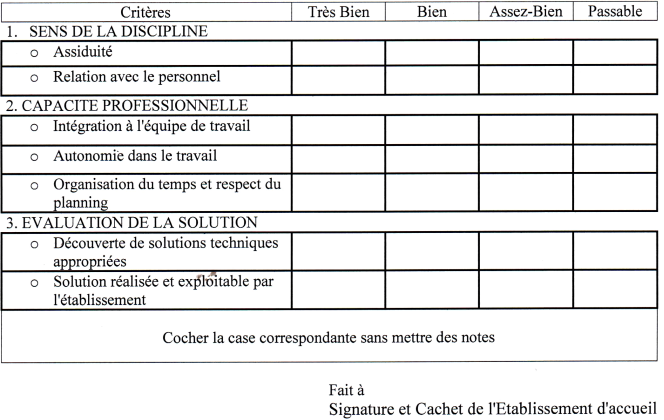 Critères Très Bien Bien Assez-Bien Passable
1. SENS DE LA DISCIPLINE
o Assiduité
o Relation avec le personnel
2. CAPACITE PROFESSIONNELLE
o Intégration à l'équipe de travail
o Autonomie dans le travail
o Organisation du temps et respect du
planning
3. EVALUATION DE LA SOLUTION
o Découverte de solutions techniques
appropriées
o Solution réalisée et exploitable par
l'établissement
Cocher la case correspondante sans mettre des notes
Fait à
Signature et Cachet de l'Etablissement d'accueil